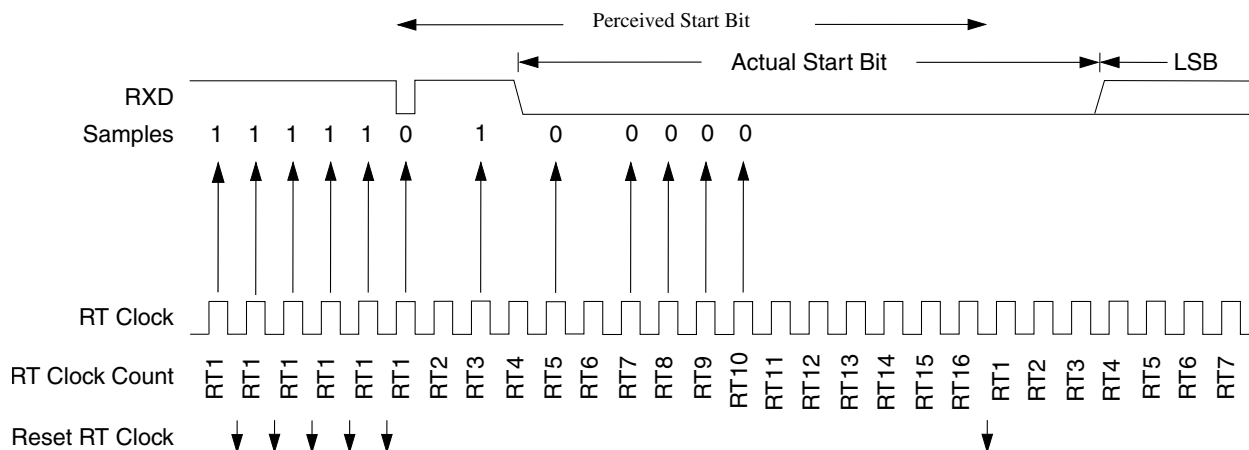 Perceived Start Bit
Actual Start Bit LSB
RXD
Samples 1 1 1 1 1 0 1 0 0 0 0 0
RT Clock
RT Clock Count RT1 RT1 RT1 RT1 RT1 RT1 RT2 RT3 RT4 RT5 RT6 RT7 RT8 RT9 RT10 RT11 RT12 RT13 RT14 RT15 RT16 RT1 RT2 RT3 RT4 RT5 RT6 RT7
Reset RT Clock